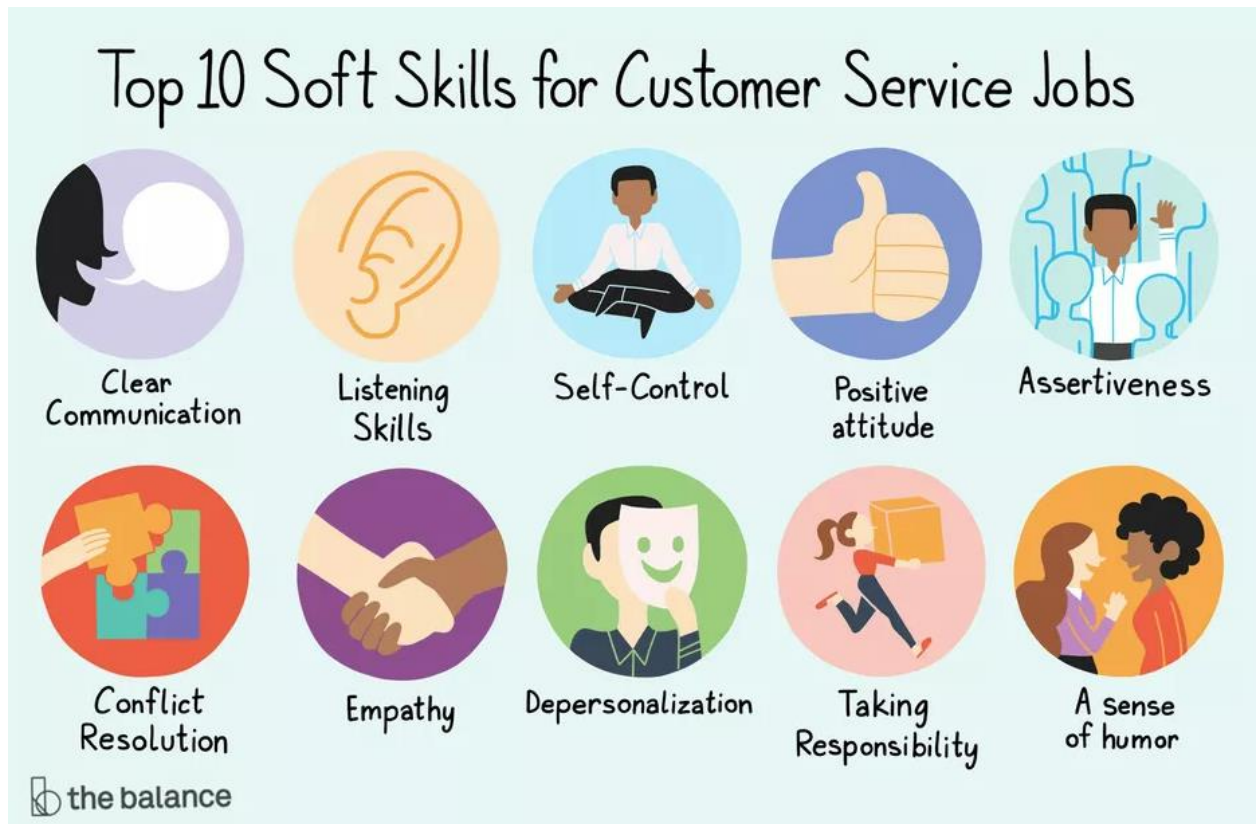 Top 10 Soft Skills for Customer Service Jobs
Clear
Communication
Listening
Skills
Self-Control
Positive
attitude
Assertiveness
Conflict
Resolution
Empathy
Depersonalization
Taking
Responsibility
A sense
of humor
the balance